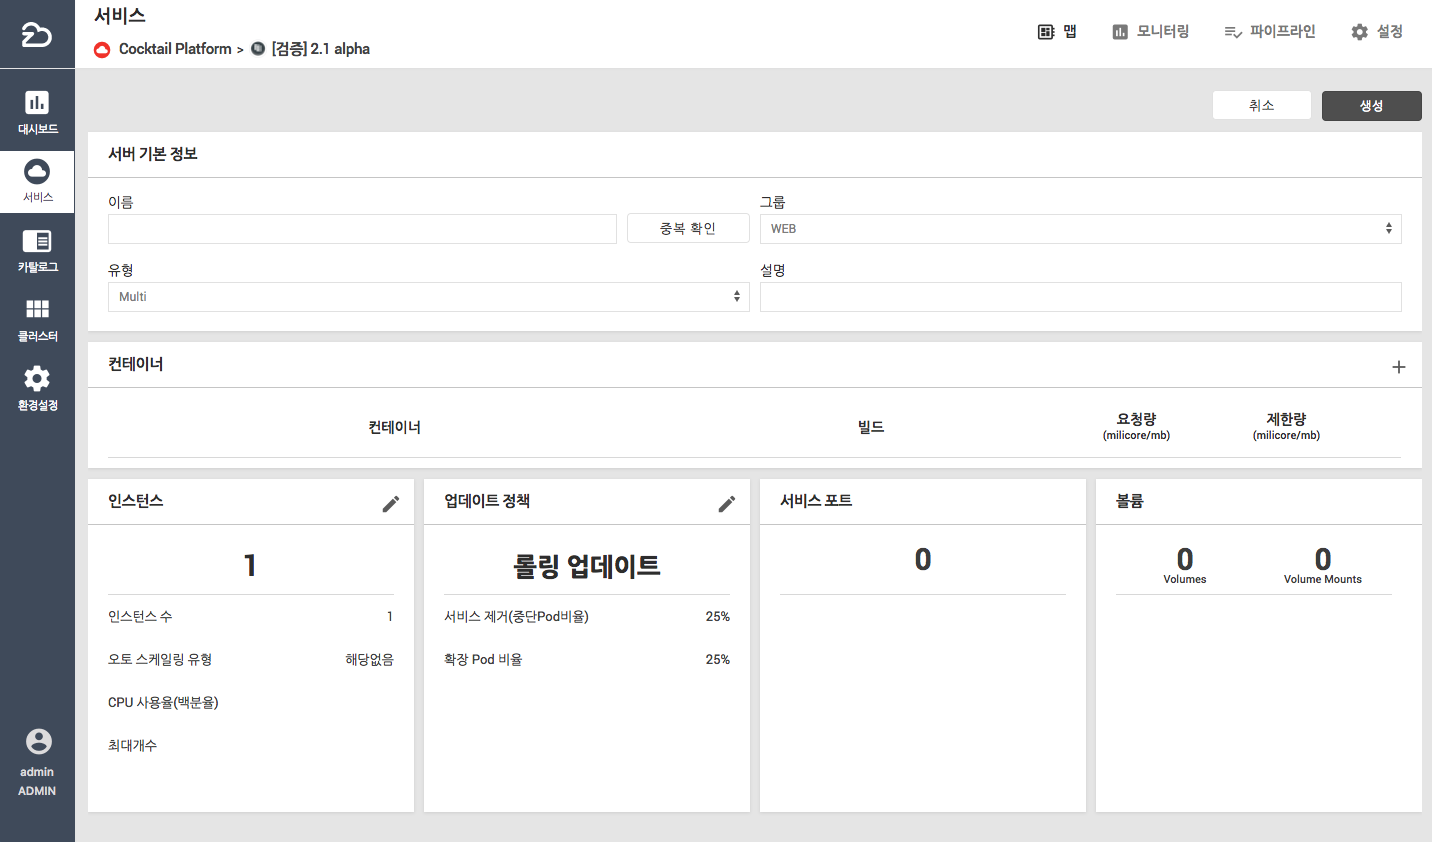 서비스
Cocktail Platform > [검증] 2.1 alpha
맵 모니터링 파이프라인 설정
대시보드
서비스
카탈로그
클러스터
환경설정
admin
ADMIN
취소 생성
서버 기본 정보
이름
중복 확인
그룹
WEB
유형
Multi
설명
컨테이너
컨테이너 빌드 요청량 제한량
(milicore/mb) (milicore/mb)
인스턴스
1
인스턴스 수 1
오토 스케일링 유형 해당없음
CPU 사용율(백분율)
최대개수
업데이트 정책
롤링 업데이트
서비스 제거(중단Pod비율) 25%
확장 Pod 비율 25%
서비스 포트
0
볼륨
0 0
Volumes Volume Mounts